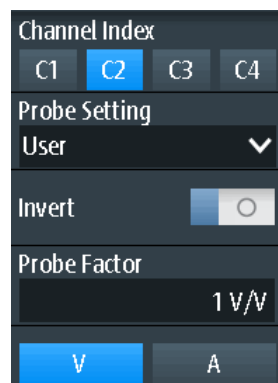 Channel Index
C1 C2 C3 C4
Probe Setting
User
Invert
Probe Factor
1 V/V
V A